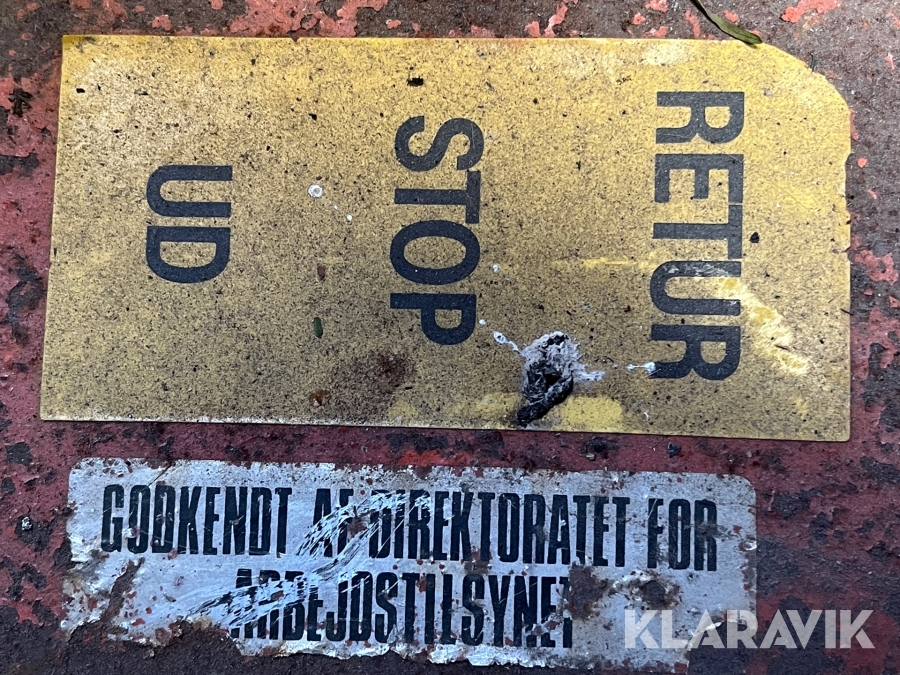 RETUR
STOP
UD
GODKENDT AF DIREKTORATET FOR
ARBEJDSTILSYNET
KLARAVIK